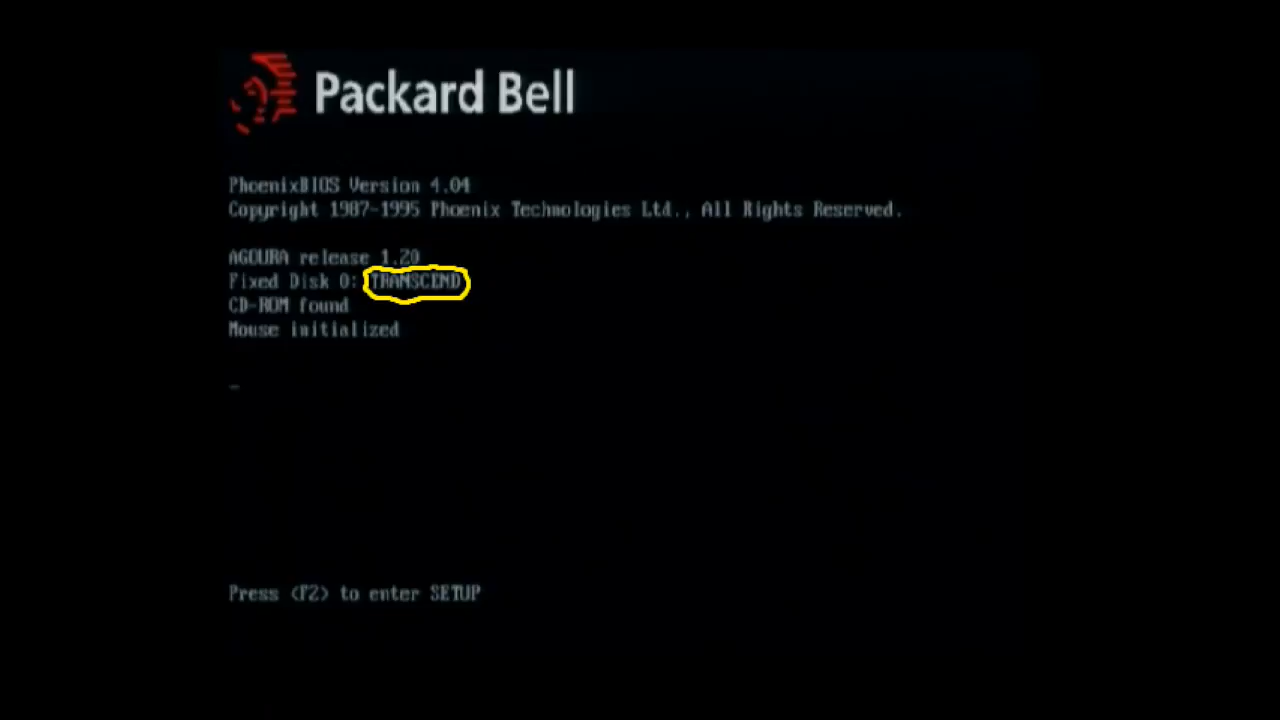 Packard Bell
PhoenixBIOS Version 4.04
Copyright 1987-1995 Phoenix Technologies Ltd., All Rights Reserved.
AGOURA release 1.20
Fixed Disk 0: TRANSCEND
CD-ROM found
Mouse initialized
Press <F2> to enter SETUP